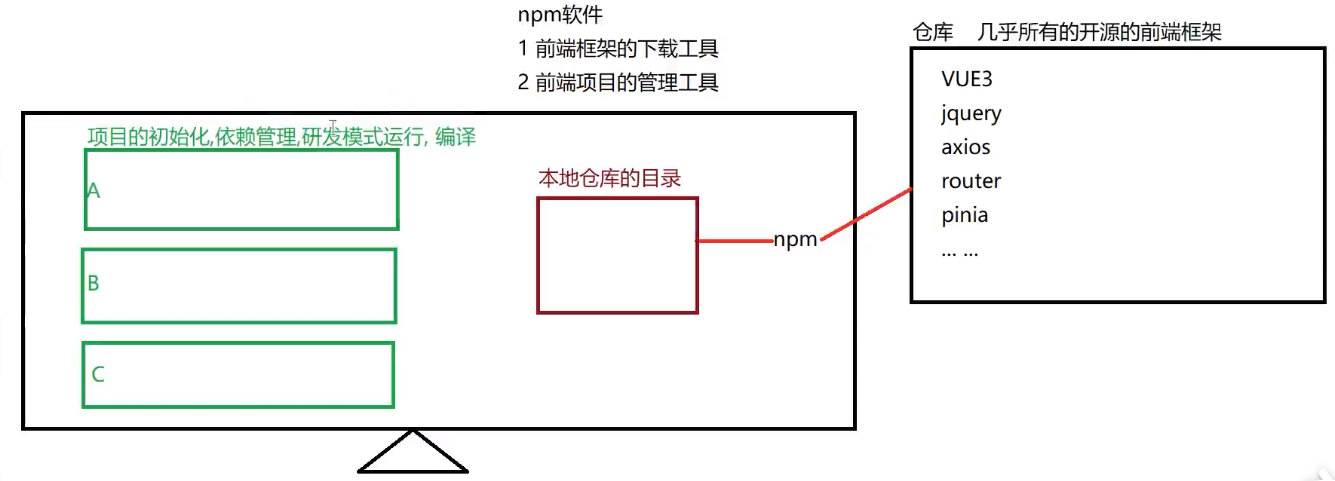 npm软件
1 前端框架的下载工具
2 前端项目的管理工具
仓库 几乎所有的开源的前端框架
VUE3
jquery
axios
router
pinia
... ...
项目的初始化,依赖管理,研发模式运行, 编译
A
B
C
本地仓库的目录
npm